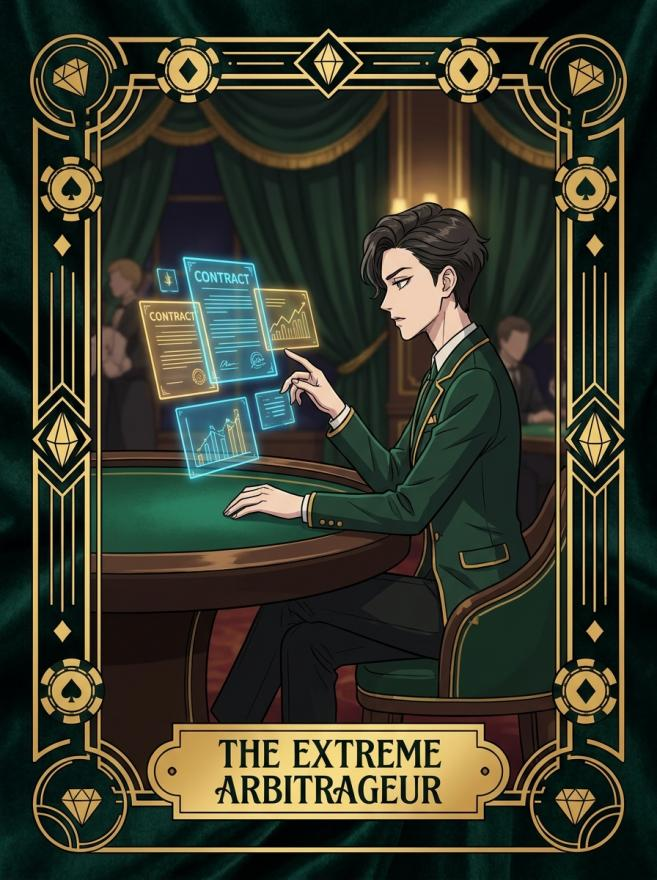 CONTRACT
CONTRACT
THE EXTREME
ARBITRAGEUR